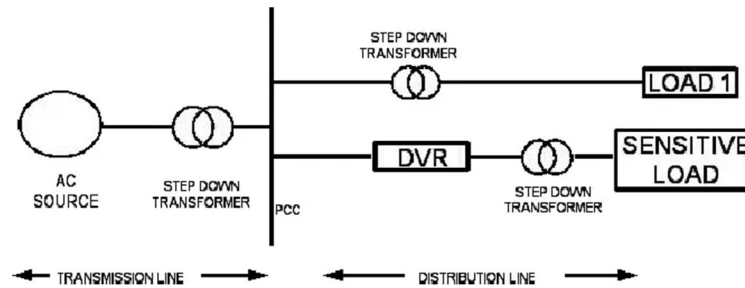 STEP DOWN
TRANSFORMER
LOAD 1
AC
SOURCE
STEP DOWN
TRANSFORMER
PCC
DVR
STEP DOWN
TRANSFORMER
SENSITIVE
LOAD
TRANSMISSION LINE
DISTRIBUTION LINE